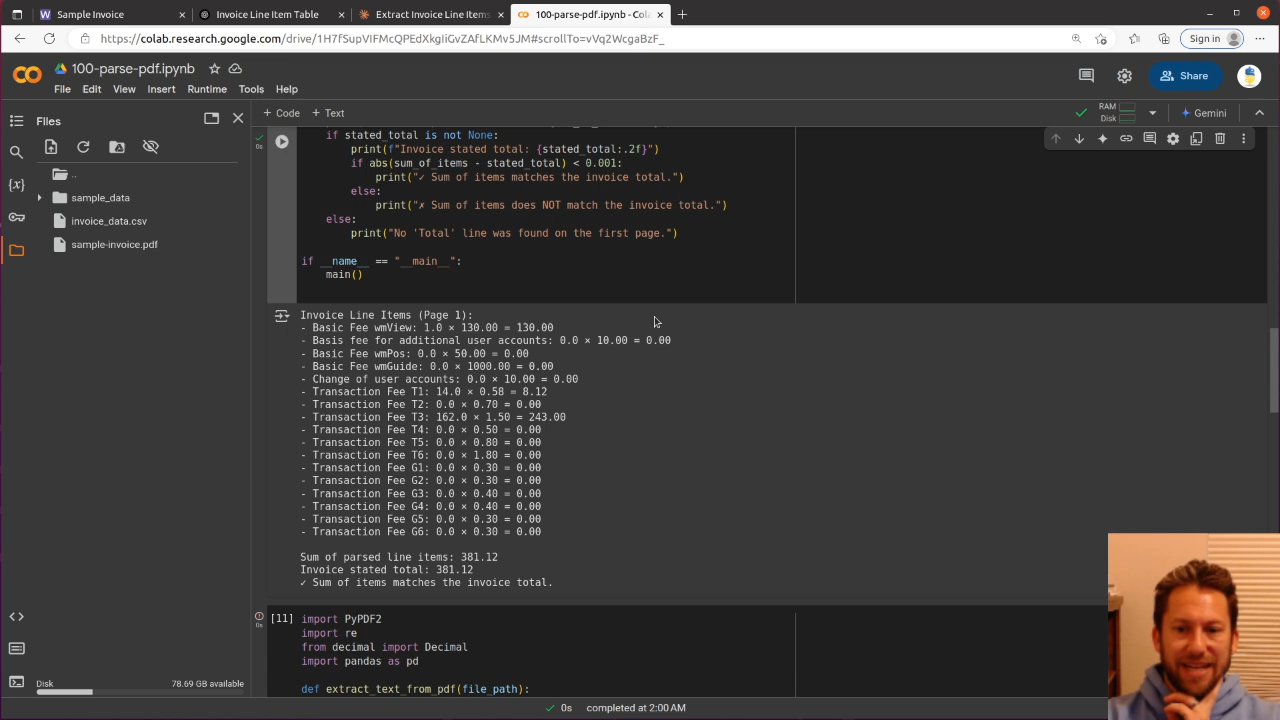 Sample Invoice
Invoice Line Item Table
Extract Invoice Line Items
100-parse-pdf.ipynb - Col
https://colab.research.google.com/drive/1H7fSupVIFMcQPEdXkgIiGvZAfLKMv5JM#scrollTo=vVq2WcgaBzF_
Sign in
100-parse-pdf.ipynb
File Edit View Insert Runtime Tools Help
Share
Files
+ Code + Text
RAM
Disk
Gemini
..
sample_data
invoice_data.csv
sample-invoice.pdf
0s
if stated_total is not None:
print(f"Invoice stated total: {stated_total:.2f}")
if abs(sum_of_items - stated_total) < 0.001:
print("✓ Sum of items matches the invoice total.")
else:
print("✗ Sum of items does NOT match the invoice total.")
else:
print("No 'Total' line was found on the first page.")
if __name__ == "__main__":
main()
Invoice Line Items (Page 1):
- Basic Fee wmView: 1.0 × 130.00 = 130.00
- Basis fee for additional user accounts: 0.0 × 10.00 = 0.00
- Basic Fee wmPos: 0.0 × 50.00 = 0.00
- Basic Fee wmGuide: 0.0 × 1000.00 = 0.00
- Change of user accounts: 0.0 × 10.00 = 0.00
- Transaction Fee T1: 14.0 × 0.58 = 8.12
- Transaction Fee T2: 0.0 × 0.70 = 0.00
- Transaction Fee T3: 162.0 × 1.50 = 243.00
- Transaction Fee T4: 0.0 × 0.50 = 0.00
- Transaction Fee T5: 0.0 × 0.80 = 0.00
- Transaction Fee T6: 0.0 × 1.80 = 0.00
- Transaction Fee G1: 0.0 × 0.30 = 0.00
- Transaction Fee G2: 0.0 × 0.30 = 0.00
- Transaction Fee G3: 0.0 × 0.40 = 0.00
- Transaction Fee G4: 0.0 × 0.40 = 0.00
- Transaction Fee G5: 0.0 × 0.30 = 0.00
- Transaction Fee G6: 0.0 × 0.30 = 0.00
Sum of parsed line items: 381.12
Invoice stated total: 381.12
✓ Sum of items matches the invoice total.
0s
[11] import PyPDF2
import re
from decimal import Decimal
import pandas as pd
def extract_text_from_pdf(file_path):
Disk 78.69 GB available
0s completed at 2:00 AM